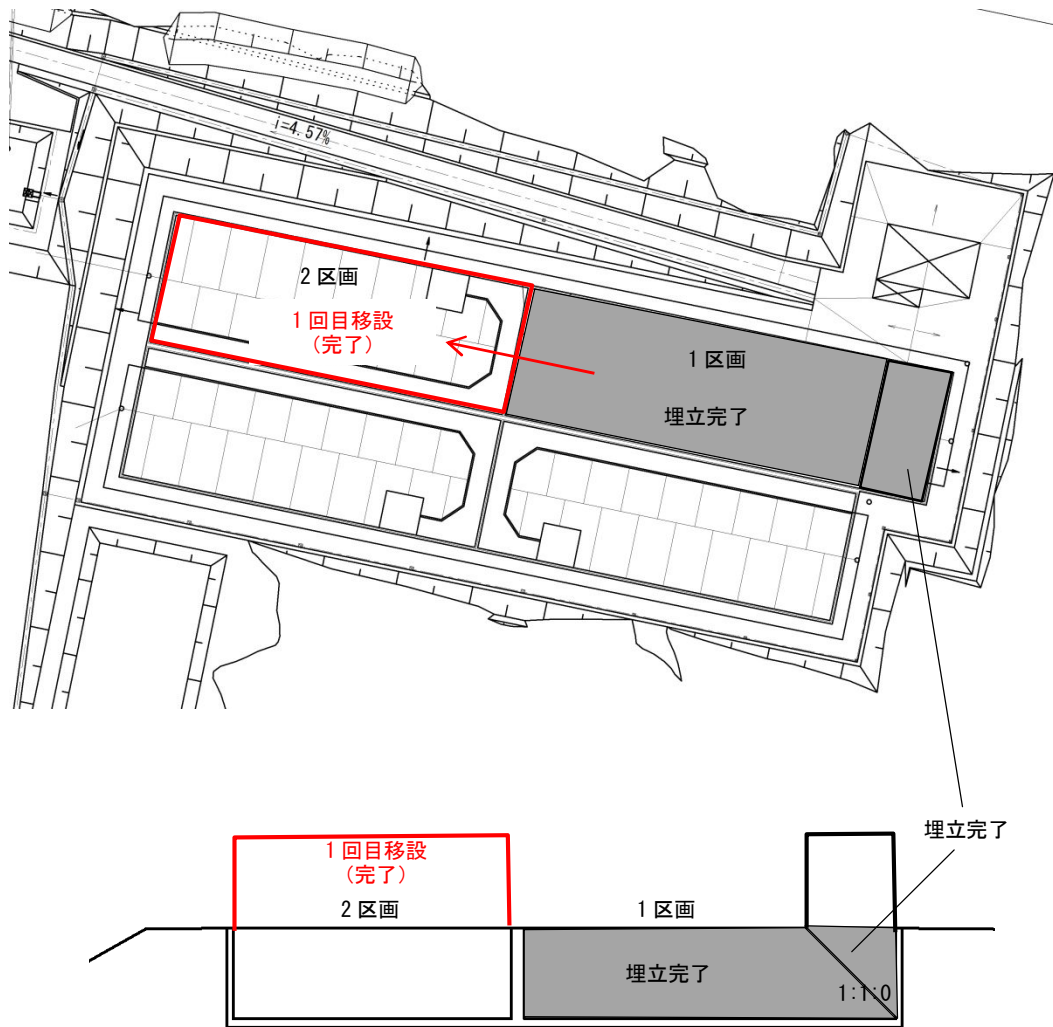 i=4.57%
2区画
1回目移設
(完了)
1区画
埋立完了
埋立完了
1回目移設
(完了)
2区画
1区画
埋立完了
1:1:0